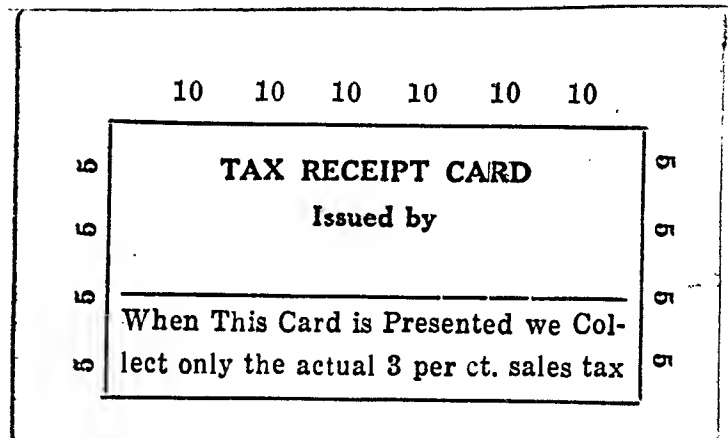 10 10 10 10 10 10
5 TAX RECEIPT CARD 5
Issued by
5 5
5 5
When This Card is Presented we Col-
5 lect only the actual 3 per ct. sales tax 5